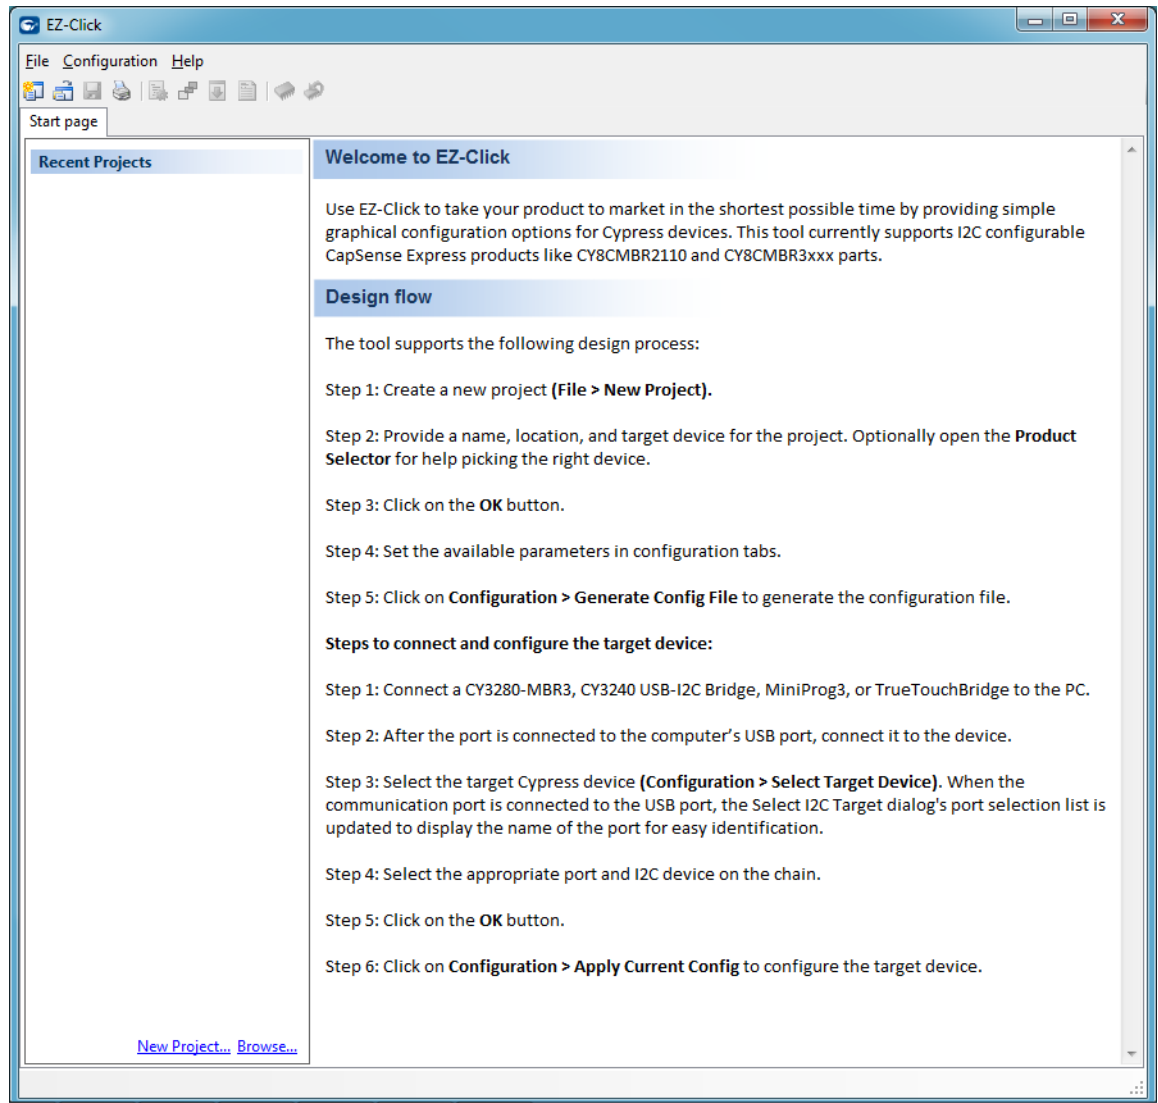 EZ-Click
File Configuration Help
Start page
Recent Projects
New Project... Browse...
Welcome to EZ-Click
Use EZ-Click to take your product to market in the shortest possible time by providing simple
graphical configuration options for Cypress devices. This tool currently supports I2C configurable
CapSense Express products like CY8CMBR2110 and CY8CMBR3xxx parts.
Design flow
The tool supports the following design process:
Step 1: Create a new project (File > New Project).
Step 2: Provide a name, location, and target device for the project. Optionally open the Product
Selector for help picking the right device.
Step 3: Click on the OK button.
Step 4: Set the available parameters in configuration tabs.
Step 5: Click on Configuration > Generate Config File to generate the configuration file.
Steps to connect and configure the target device:
Step 1: Connect a CY3280-MBR3, CY3240 USB-I2C Bridge, MiniProg3, or TrueTouchBridge to the PC.
Step 2: After the port is connected to the computer’s USB port, connect it to the device.
Step 3: Select the target Cypress device (Configuration > Select Target Device). When the
communication port is connected to the USB port, the Select I2C Target dialog's port selection list is
updated to display the name of the port for easy identification.
Step 4: Select the appropriate port and I2C device on the chain.
Step 5: Click on the OK button.
Step 6: Click on Configuration > Apply Current Config to configure the target device.